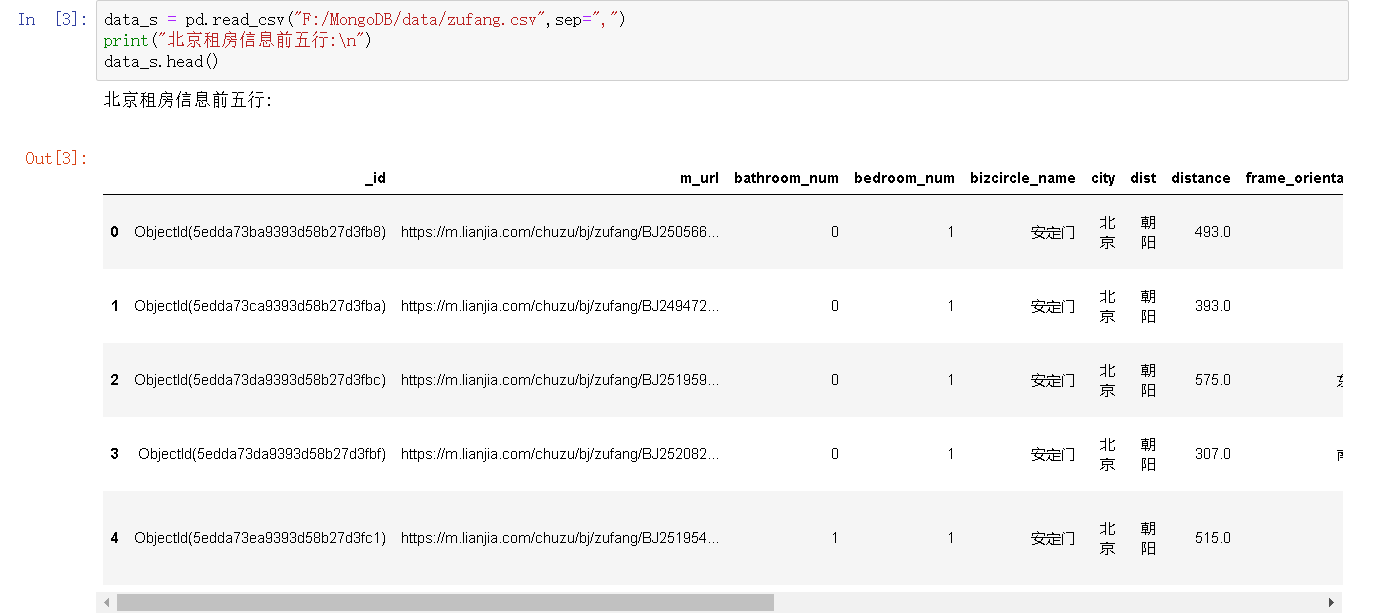 In [3]: data_s = pd.read_csv("F:/MongoDB/data/zufang.csv",sep=",")
print("北京租房信息前五行:\n")
data_s.head()
北京租房信息前五行:
Out[3]:
_id m_url bathroom_num bedroom_num bizcircle_name city dist distance frame_orienta
0 ObjectId(5edda73ba9393d58b27d3fb8) https://m.lianjia.com/chuzu/bj/zufang/BJ250566... 0 1 安定门 北京 朝阳 493.0
1 ObjectId(5edda73ca9393d58b27d3fba) https://m.lianjia.com/chuzu/bj/zufang/BJ249472... 0 1 安定门 北京 朝阳 393.0
2 ObjectId(5edda73da9393d58b27d3fbc) https://m.lianjia.com/chuzu/bj/zufang/BJ251959... 0 1 安定门 北京 朝阳 575.0
3 ObjectId(5edda73da9393d58b27d3fbf) https://m.lianjia.com/chuzu/bj/zufang/BJ252082... 0 1 安定门 北京 朝阳 307.0
4 ObjectId(5edda73ea9393d58b27d3fc1) https://m.lianjia.com/chuzu/bj/zufang/BJ251954... 1 1 安定门 北京 朝阳 515.0